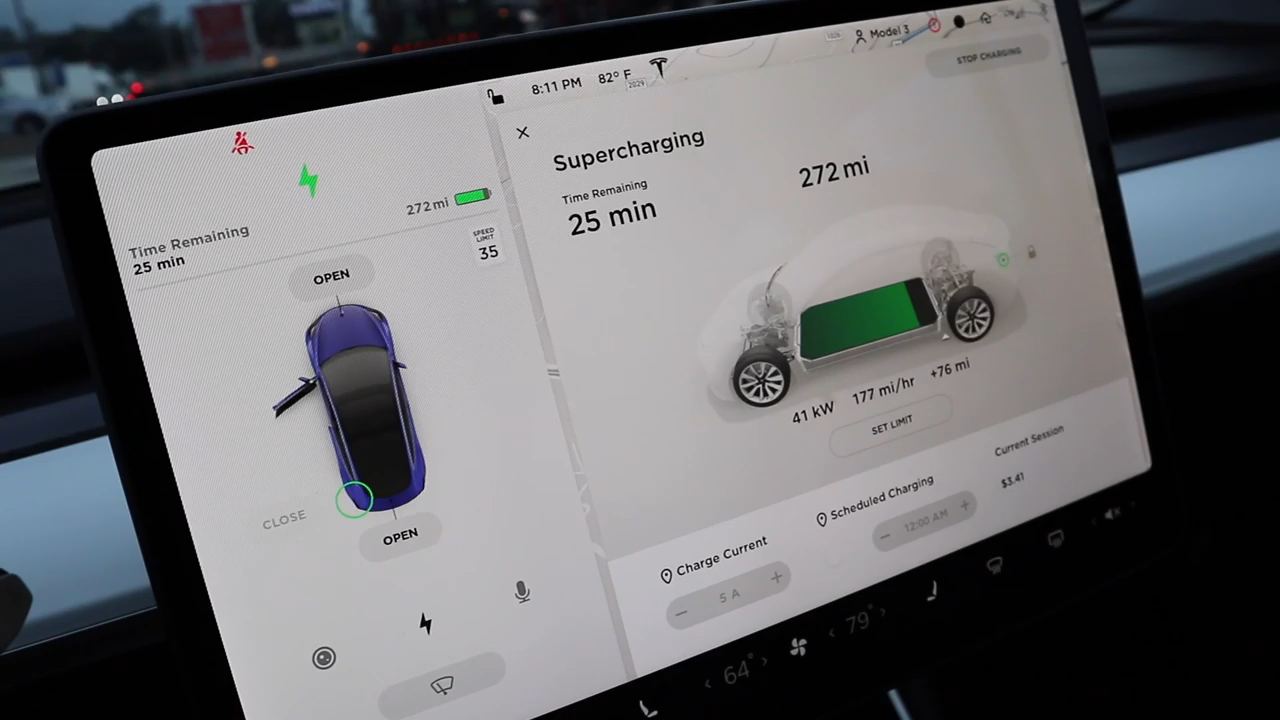 8:11 PM 82° F
2029
1026
Model 3
STOP CHARGING
272 mi
Time Remaining
25 min
SPEED
LIMIT
35
OPEN
CLOSE
OPEN
Supercharging
Time Remaining
25 min
272 mi
41 kW 177 mi/hr +76 mi
SET LIMIT
Charge Current
5 A
Scheduled Charging
12:00 AM
Current Session
$3.41
64° 79°